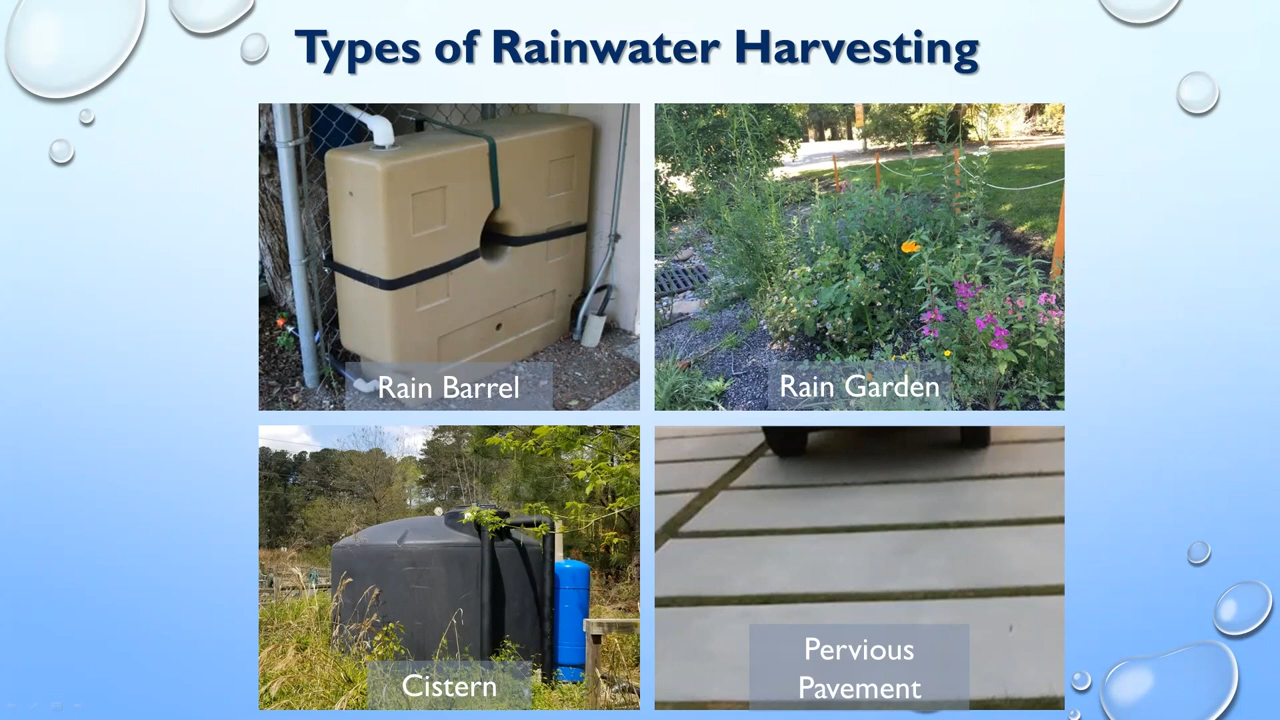 Types of Rainwater Harvesting
Rain Barrel
Rain Garden
Cistern
Pervious
Pavement